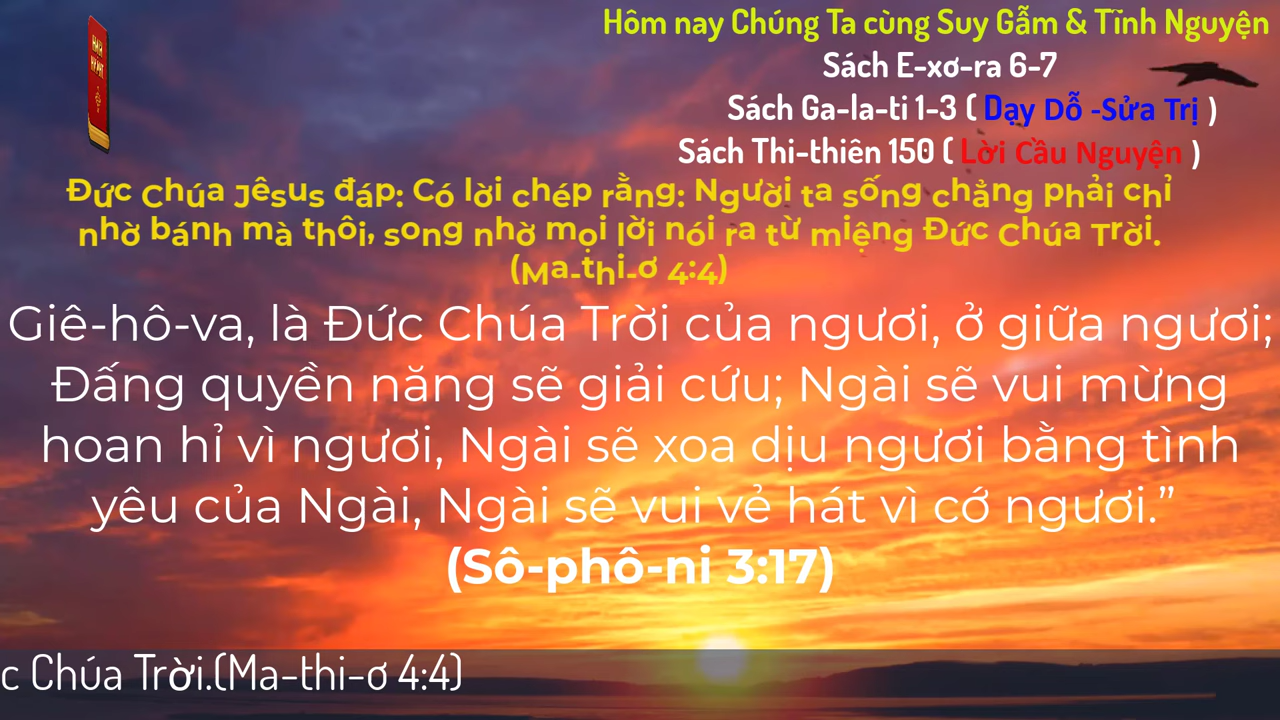 Hôm nay Chúng Ta cùng Suy Gẫm & Tĩnh Nguyện
Sách E-xơ-ra 6-7
Sách Ga-la-ti 1-3 ( Dạy Dỗ -Sửa Trị )
Sách Thi-thiên 150 ( Lời Cầu Nguyện )
Đức Chúa Jêsus đáp: Có lời chép rằng: Người ta sống chẳng phải chỉ
nhờ bánh mà thôi, song nhờ mọi lời nói ra từ miệng Đức Chúa Trời.
(Ma-thi-ơ 4:4)
Giê-hô-va, là Đức Chúa Trời của ngươi, ở giữa ngươi;
Đấng quyền năng sẽ giải cứu; Ngài sẽ vui mừng
hoan hỉ vì ngươi, Ngài sẽ xoa dịu ngươi bằng tình
yêu của Ngài, Ngài sẽ vui vẻ hát vì cớ ngươi.”
(Sô-phô-ni 3:17)
c Chúa Trời.(Ma-thi-ơ 4:4)